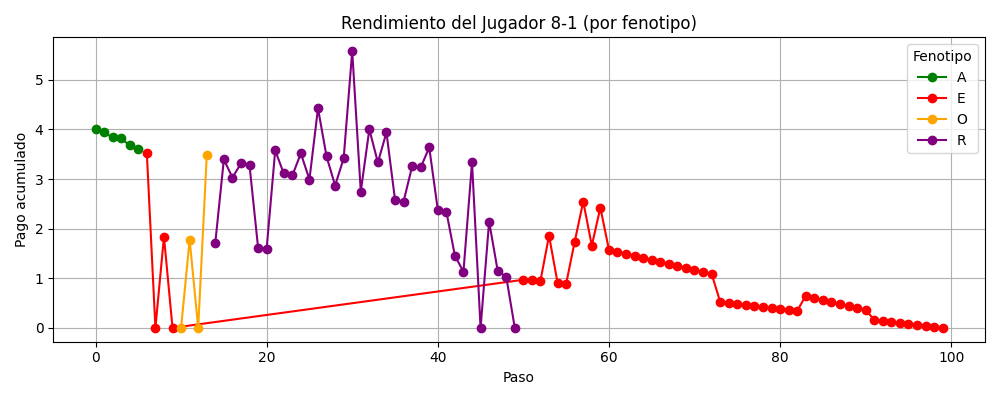 Rendimiento del Jugador 8-1 (por fenotipo)
Pago acumulado
5
4
3
2
1
0
0
20
40
60
80
100
Paso
Fenotipo
A
E
O
R